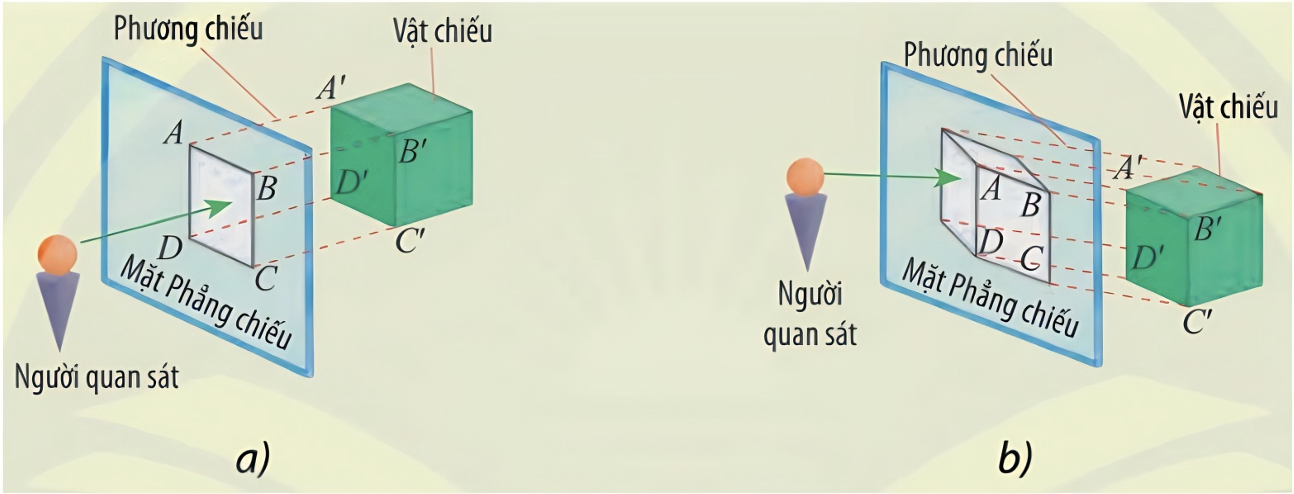 Phương chiếu
Vật chiếu
A'
A
B'
B
D'
D
C'
C
Mặt Phẳng chiếu
Người quan sát
a)
Phương chiếu
Vật chiếu
A'
A
B
B'
D
C
D'
C'
Mặt Phẳng chiếu
Người
quan sát
b)